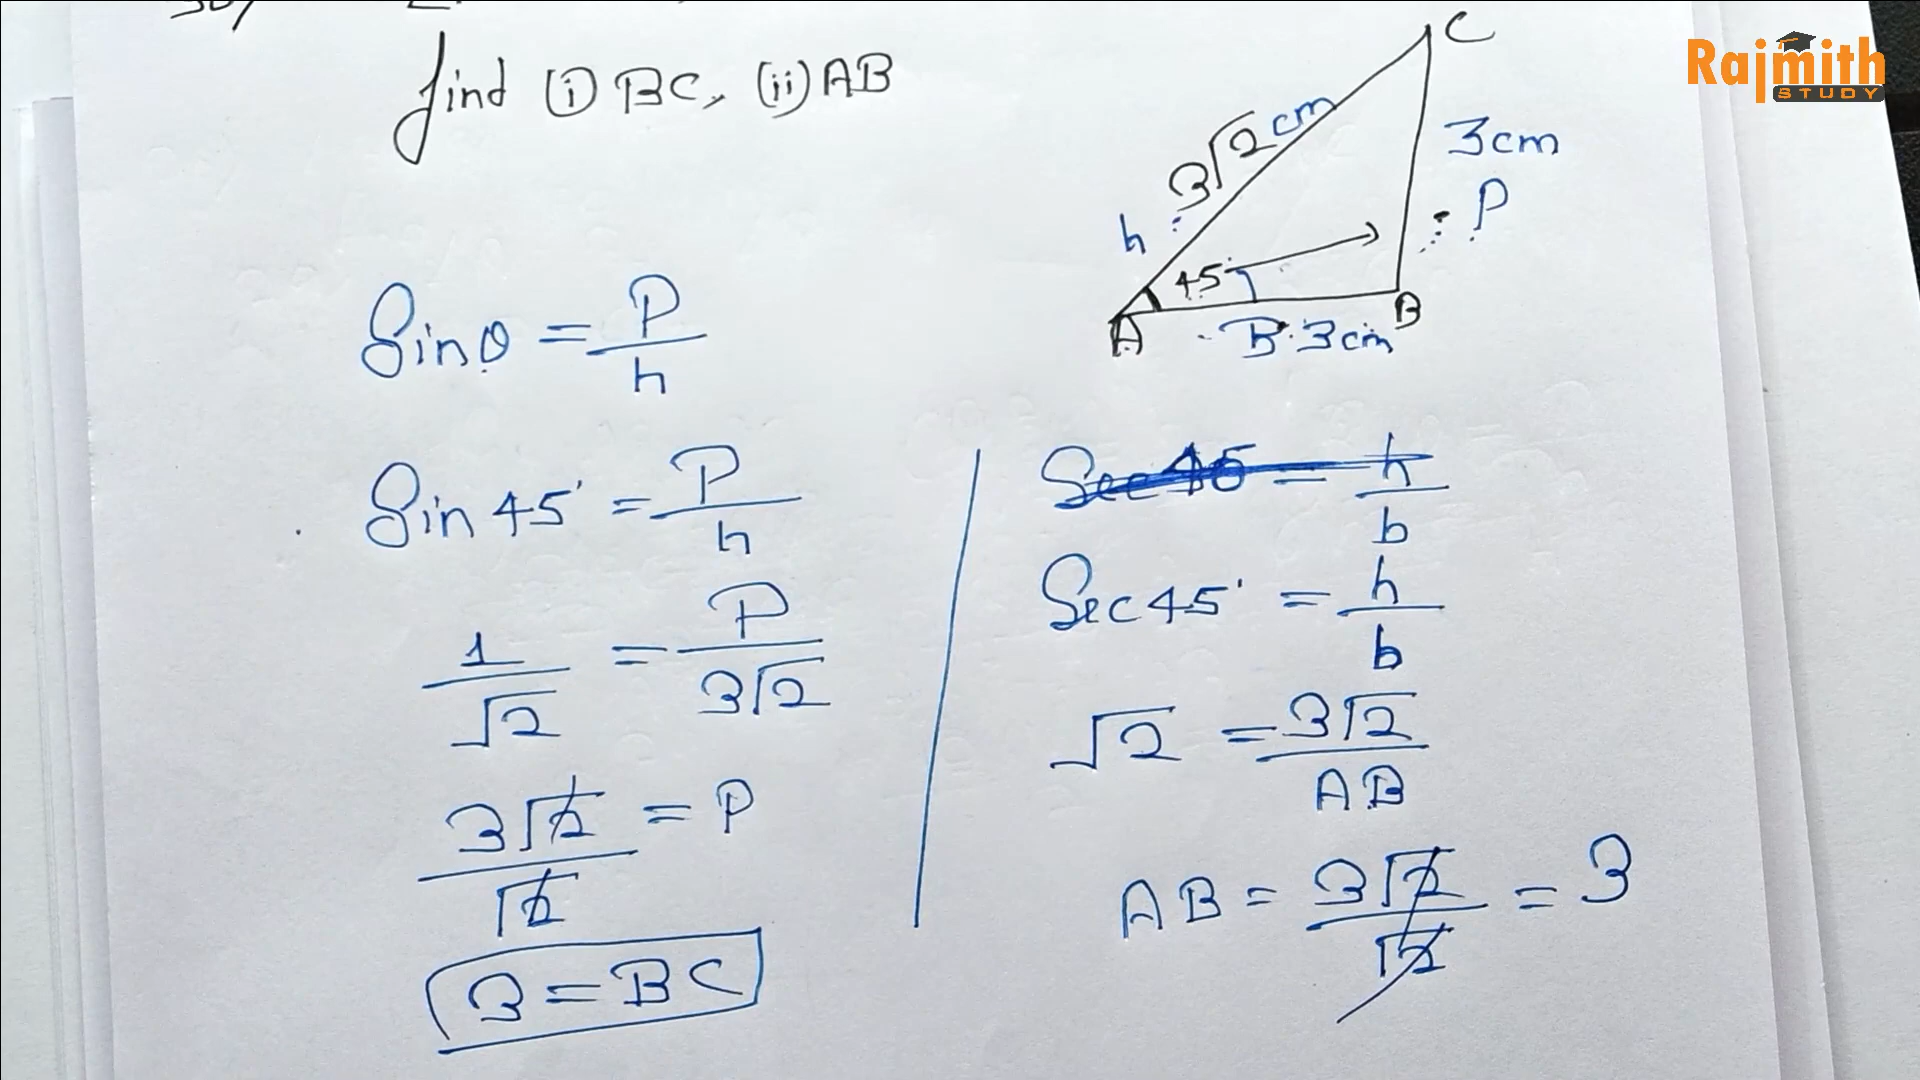 find (i) BC, (ii) AB
C
3√2 cm
3cm
h
P
45°
A
B
B 3cm
Rajmith
STUDY
Sinθ = P/h
Sin 45° = P/h
1/√2 = P/3√2
3√2/√2 = P
3 = BC
Sec 45 = h/b
Sec 45° = h/b
√2 = 3√2/AB
AB = 3√2/√2 = 3